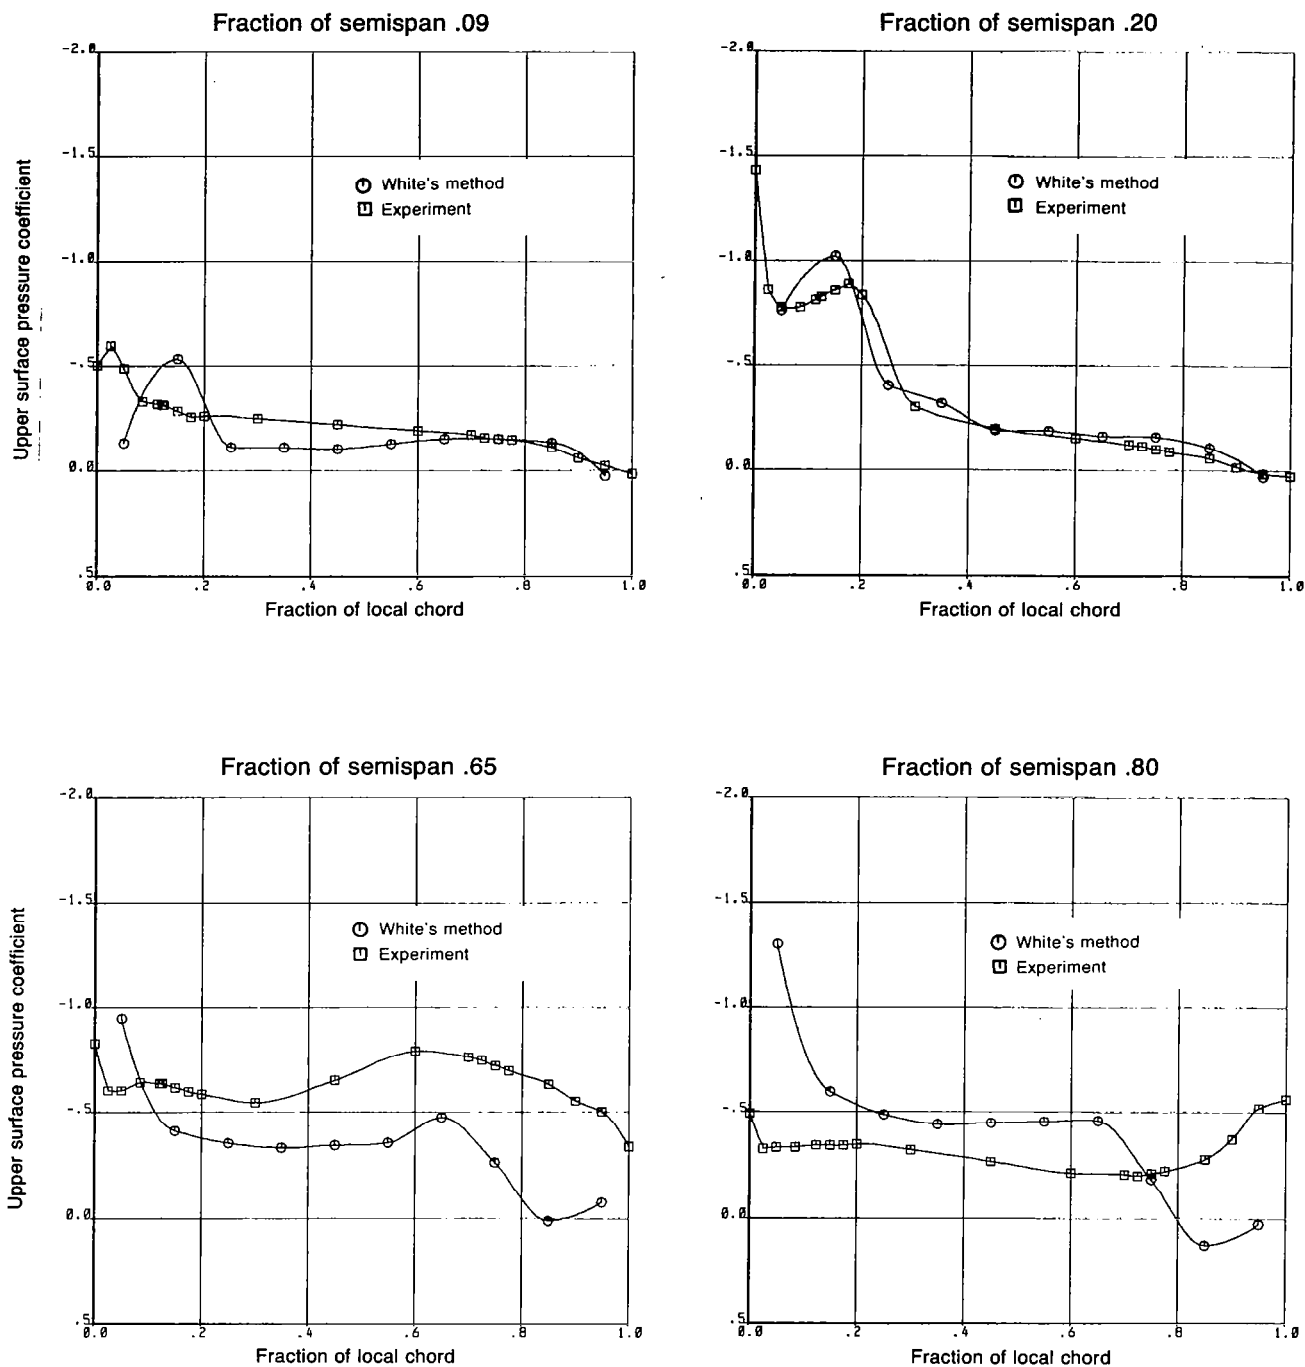 Fraction of semispan .09
-2.0
-1.5
-1.0
-.5
0.0
.5
Upper surface pressure coefficient
White's method
Experiment
0.0 .2 .4 .6 .8 1.0
Fraction of local chord
Fraction of semispan .20
-2.0
-1.5
-1.0
-.5
0.0
.5
White's method
Experiment
0.0 .2 .4 .6 .8 1.0
Fraction of local chord
Fraction of semispan .65
-2.0
-1.5
-1.0
-.5
0.0
.5
Upper surface pressure coefficient
White's method
Experiment
0.0 .2 .4 .6 .8 1.0
Fraction of local chord
Fraction of semispan .80
-2.0
-1.5
-1.0
-.5
0.0
.5
White's method
Experiment
0.0 .2 .4 .6 .8 1.0
Fraction of local chord